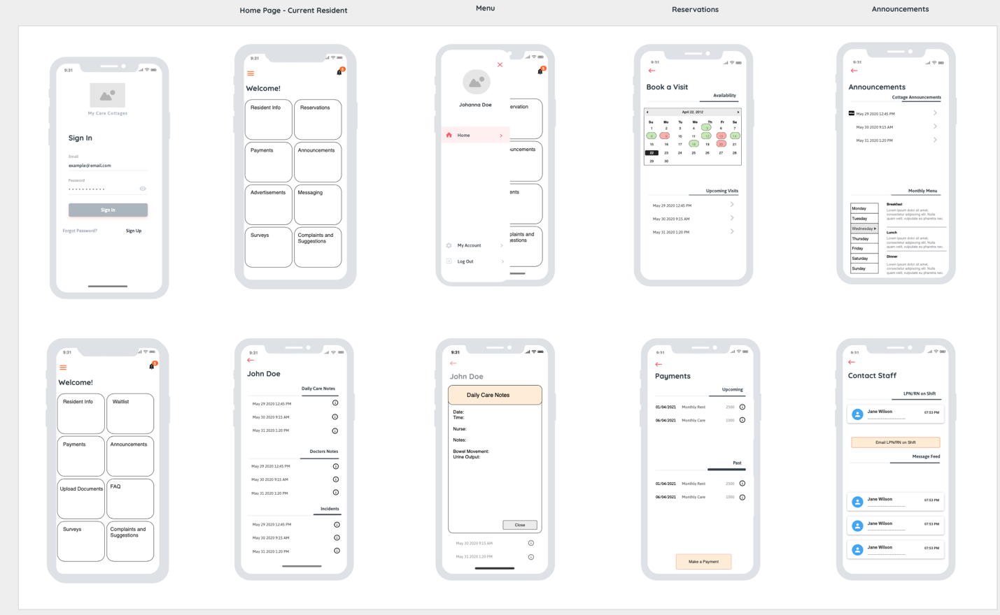 Home Page - Current Resident
Menu
Reservations
Announcements
9:31
My Care Cottages
Sign In
Email
example@email.com
Password
Sign In
Forgot Password?
Sign Up
9:31
Welcome!
Resident Info
Reservations
Payments
Announcements
Advertisements
Messaging
Surveys
Complaints and
Suggestions
Johanna Doe
Home
My Account
Log Out
ervation
uncements
ents
plaints and
estions
9:31
Book a Visit
Availability
April 22, 2012
Su Mo Tu We Th Fr Sa
1 2 3 4 5 6 7
8 9 10 11 12 13 14
15 16 17 18 19 20 21
22 23 24 25 26 27 28
29 30
Upcoming Visits
May 29 2020 12:45 PM
May 30 2020 9:15 AM
May 31 2020 1:20 PM
9:31
Announcements
Cottage Announcements
NEW
May 29 2020 12:45 PM
May 30 2020 9:15 AM
May 31 2020 1:20 PM
Monthly Menu
Monday
Tuesday
Wednesday
Thursday
Friday
Saturday
Sunday
Breakfast
Lorem ipsum dolor sit amet,
consectetur adipiscing elit. Nulla
quam velit, vulputate eu pharetra nec.
Lunch
Lorem ipsum dolor sit amet,
consectetur adipiscing elit. Nulla
quam velit, vulputate eu pharetra nec.
Dinner
Lorem ipsum dolor sit amet,
consectetur adipiscing elit. Nulla
quam velit, vulputate eu pharetra nec.
9:31
Welcome!
Resident Info
Waitlist
Payments
Announcements
Upload Documents
FAQ
Surveys
Complaints and
Suggestions
9:31
John Doe
Daily Care Notes
May 29 2020 12:45 PM
May 30 2020 9:15 AM
May 31 2020 1:20 PM
Doctors Notes
May 29 2020 12:45 PM
May 30 2020 9:15 AM
May 31 2020 1:20 PM
Incidents
May 29 2020 12:45 PM
May 30 2020 9:15 AM
May 31 2020 1:20 PM
9:31
John Doe
Daily Care Notes
Date:
Time:
Nurse:
Notes:
Bowel Movement:
Urine Output:
Close
May 30 2020 9:15 AM
May 31 2020 1:20 PM
9:31
Payments
Upcoming
01/04/2021 Monthly Rent 2500
06/04/2021 Monthly Care 1000
Past
01/04/2021 Monthly Rent 2500
06/04/2021 Monthly Care 1000
Make a Payment
9:31
Contact Staff
LPN/RN on Shift
Jane Wilson 07:53 PM
Email LPN/RN on Shift
Message Feed
Jane Wilson 07:53 PM
Jane Wilson 07:53 PM
Jane Wilson 07:53 PM